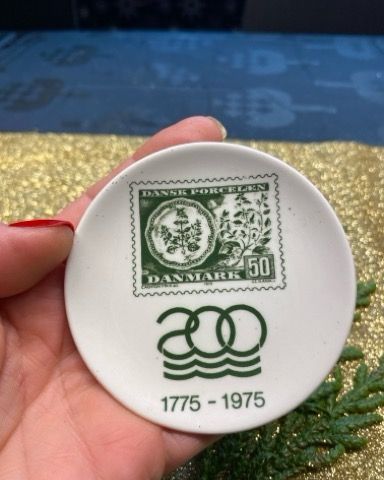 DANSK PORCELÆN
50
DANMARK
200
1775 - 1975